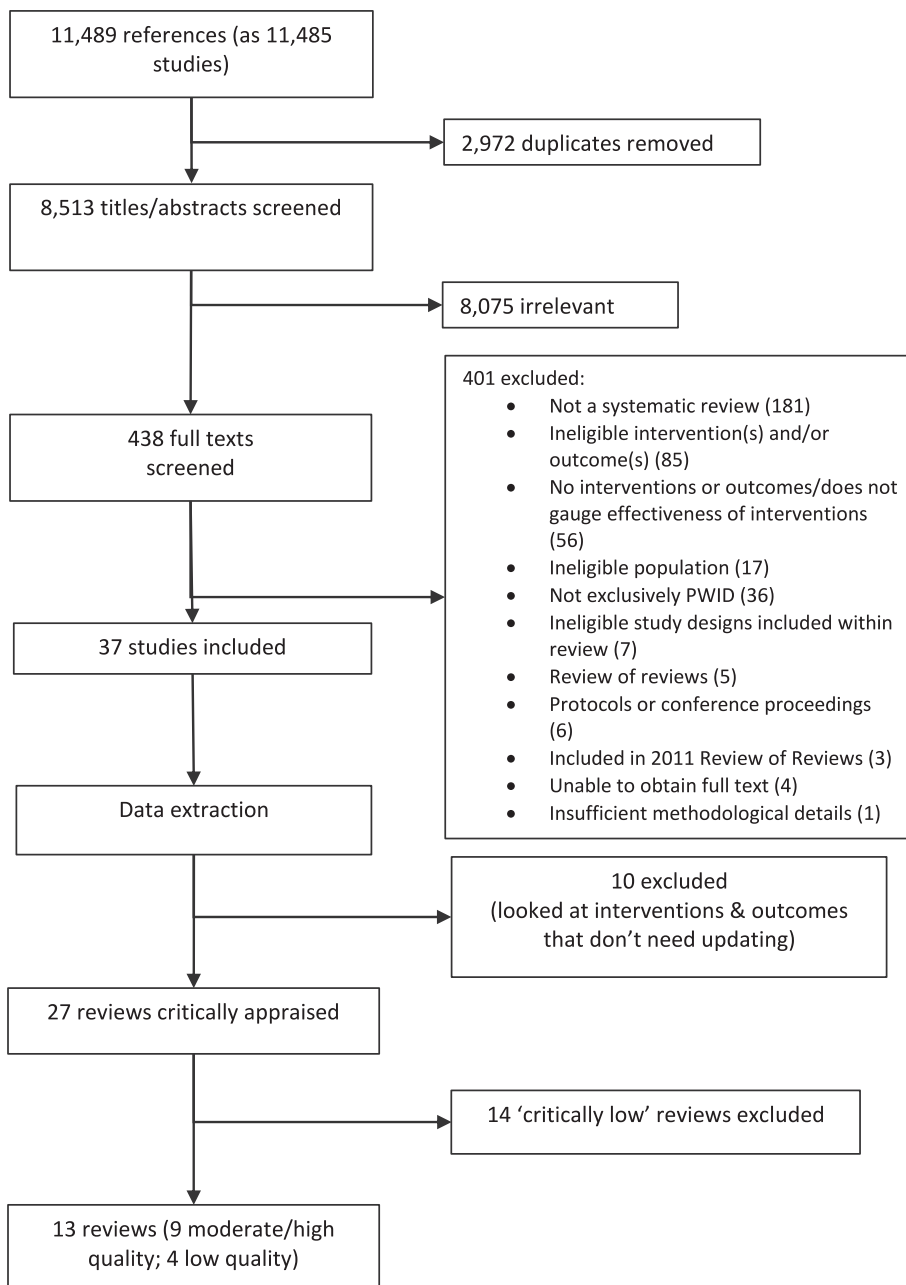 11,489 references (as 11,485
studies)
2,972 duplicates removed
8,513 titles/abstracts screened
8,075 irrelevant
438 full texts
screened
401 excluded:
• Not a systematic review (181)
• Ineligible intervention(s) and/or
outcome(s) (85)
• No interventions or outcomes/does not
gauge effectiveness of interventions
(56)
• Ineligible population (17)
• Not exclusively PWID (36)
• Ineligible study designs included within
review (7)
• Review of reviews (5)
• Protocols or conference proceedings
(6)
• Included in 2011 Review of Reviews (3)
• Unable to obtain full text (4)
• Insufficient methodological details (1)
37 studies included
Data extraction
10 excluded
(looked at interventions & outcomes
that don’t need updating)
27 reviews critically appraised
14 ‘critically low’ reviews excluded
13 reviews (9 moderate/high
quality; 4 low quality)